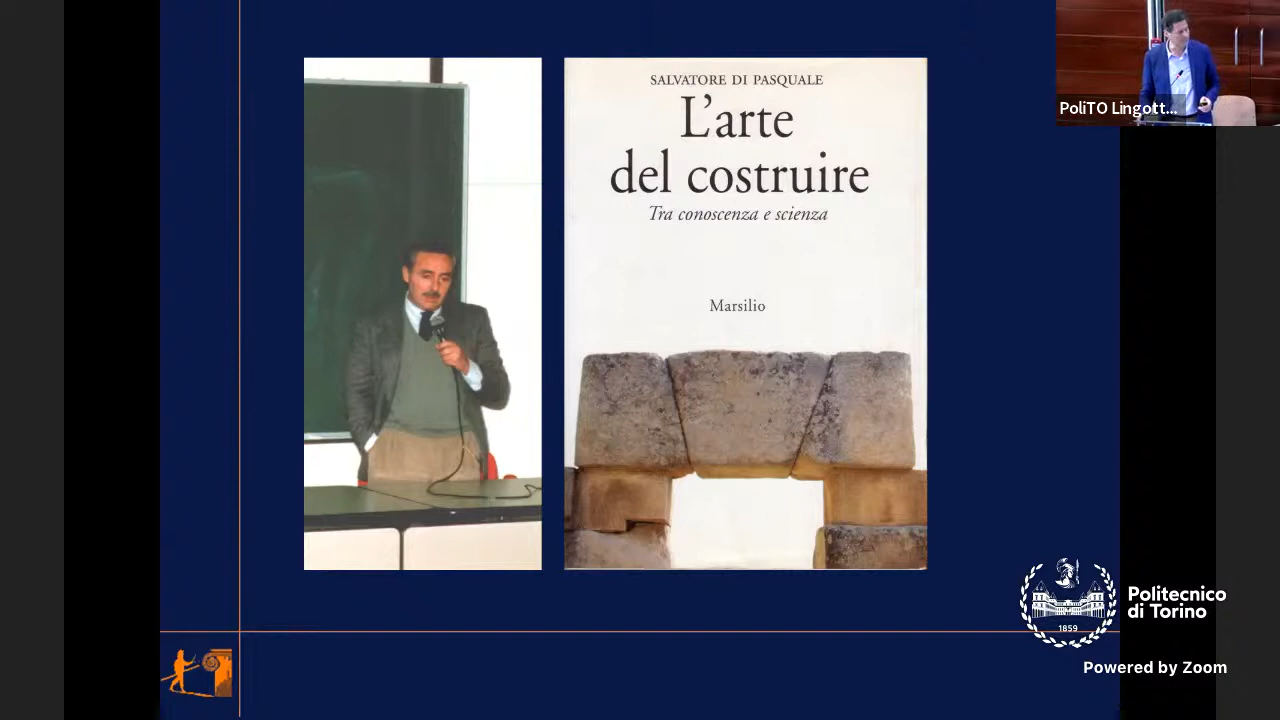 SALVATORE DI PASQUALE
L'arte
del costruire
Tra conoscenza e scienza
Marsilio
PoliTO Lingott...
Politecnico
di Torino
1859
Powered by Zoom